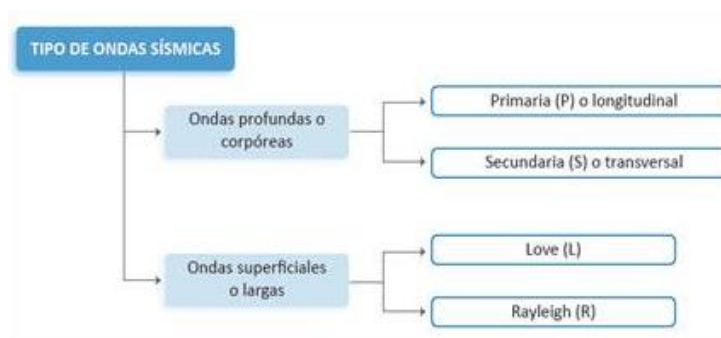 TIPO DE ONDAS SÍSMICAS
Ondas profundas o
corpóreas
Primaria (P) o longitudinal
Secundaria (S) o transversal
Ondas superficiales
o largas
Love (L)
Rayleigh (R)